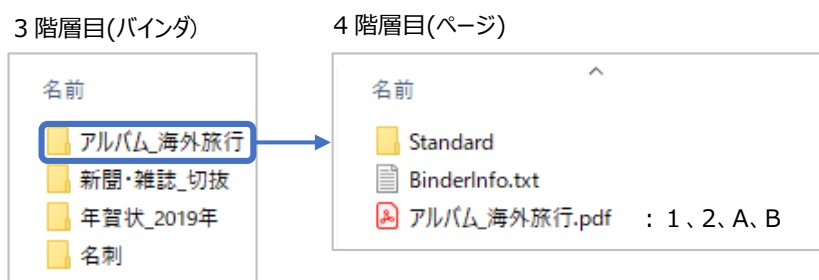 ３階層目(バインダ)
４階層目(ページ)
名前
アルバム_海外旅行
新聞・雑誌_切抜
年賀状_2019年
名刺
名前
Standard
BinderInfo.txt
アルバム_海外旅行.pdf ：１、２、A、B